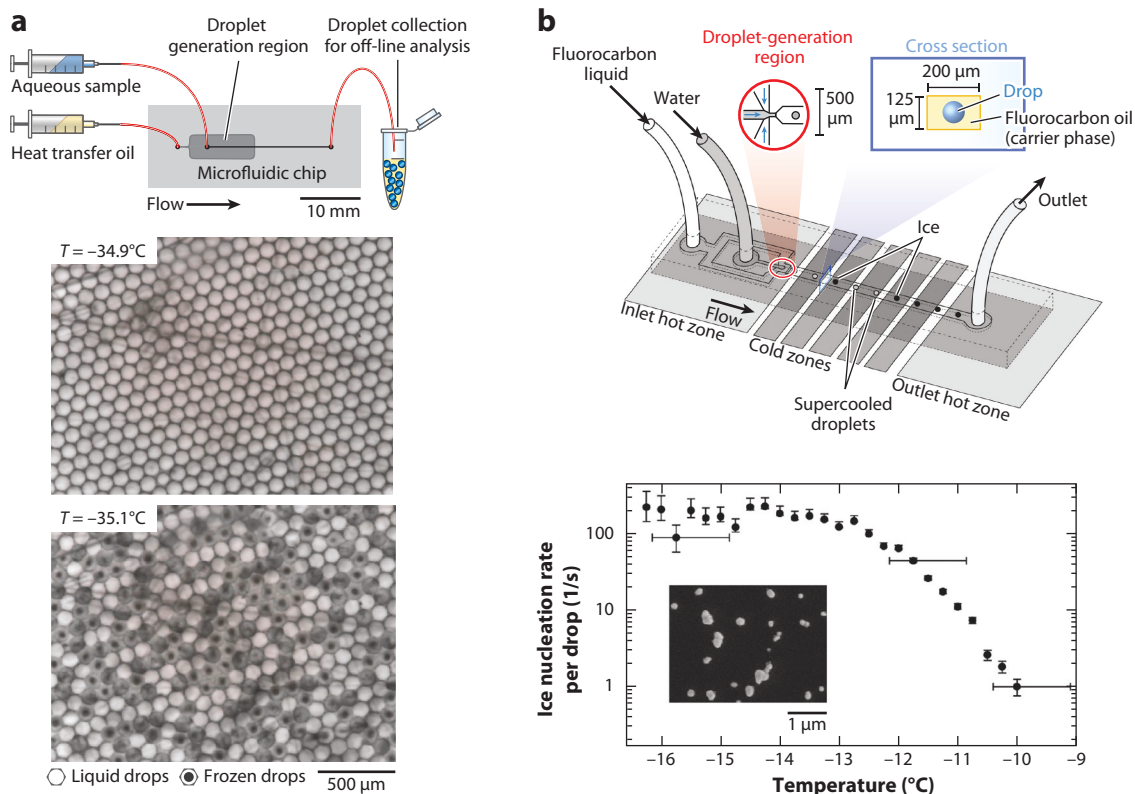 a
Droplet
generation region
Droplet collection
for off-line analysis
Aqueous sample
Heat transfer oil
Microfluidic chip
Flow
10 mm
T = –34.9°C
T = –35.1°C
Liquid drops
Frozen drops
500 µm
b
Droplet-generation
region
Cross section
Fluorocarbon
liquid
Water
500
µm
200 µm
125
µm
Drop
Fluorocarbon oil
(carrier phase)
Outlet
Ice
Flow
Inlet hot zone
Cold zones
Outlet hot zone
Supercooled
droplets
Ice nucleation rate
per drop (1/s)
100
10
1
1 µm
–16
–15
–14
–13
–12
–11
–10
–9
Temperature (°C)